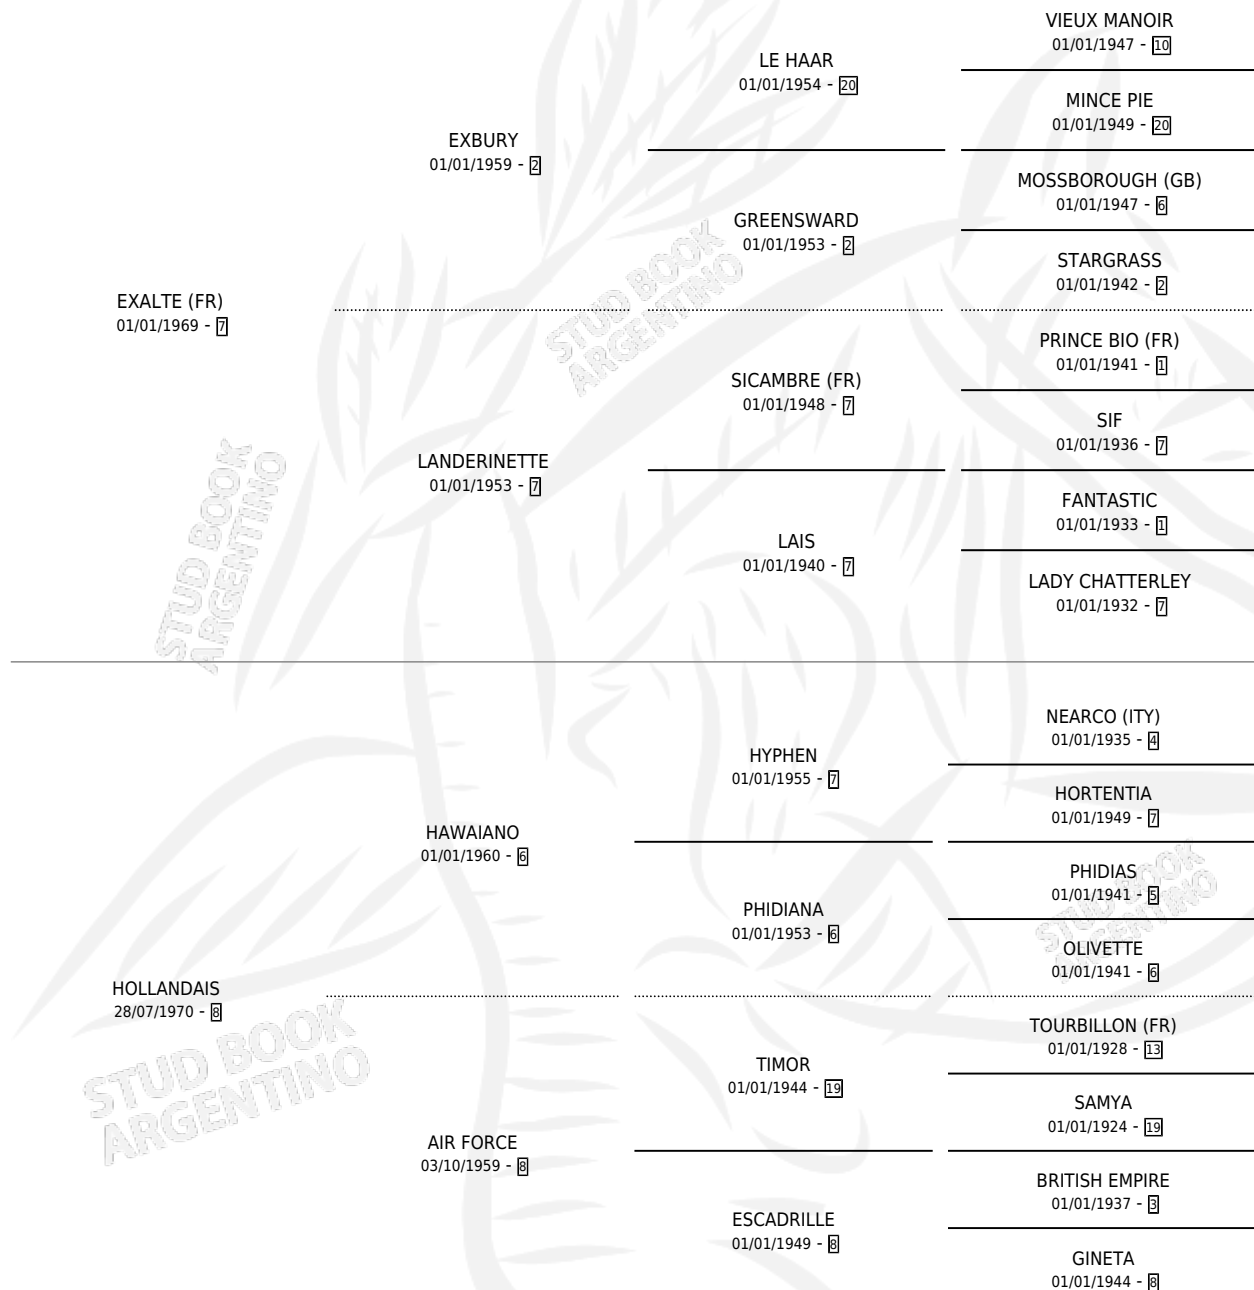 VIEUX MANOIR
01/01/1947 - 10
LE HAAR
01/01/1954 - 20
MINCE PIE
01/01/1949 - 20
EXBURY
01/01/1959 - 2
MOSSBOROUGH (GB)
01/01/1947 - 6
GREENSWARD
01/01/1953 - 2
STARGRASS
01/01/1942 - 2
EXALTE (FR)
01/01/1969 - 7
PRINCE BIO (FR)
01/01/1941 - 1
SICAMBRE (FR)
01/01/1948 - 7
SIF
01/01/1936 - 7
LANDERINETTE
01/01/1953 - 7
FANTASTIC
01/01/1933 - 1
LAIS
01/01/1940 - 7
LADY CHATTERLEY
01/01/1932 - 7
NEARCO (ITY)
01/01/1935 - 4
HYPHEN
01/01/1955 - 7
HORTENTIA
01/01/1949 - 7
HAWAIANO
01/01/1960 - 6
PHIDIAS
01/01/1941 - 5
PHIDIANA
01/01/1953 - 6
OLIVETTE
01/01/1941 - 6
HOLLANDAIS
28/07/1970 - 8
TOURBILLON (FR)
01/01/1928 - 13
TIMOR
01/01/1944 - 19
SAMYA
01/01/1924 - 19
AIR FORCE
03/10/1959 - 8
BRITISH EMPIRE
01/01/1937 - 3
ESCADRILLE
01/01/1949 - 8
GINETA
01/01/1944 - 8
STUD BOOK
ARGENTINO
STUD BOOK
ARGENTINO
STUD BOOK
ARGENTINO
STUD BOOK
ARGENTINO